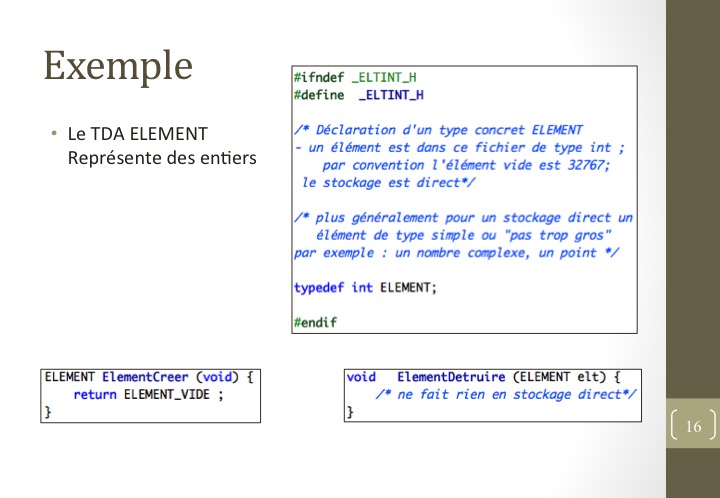 Exemple
• Le TDA ELEMENT
Représente des entiers
#ifndef _ELTINT_H
#define  _ELTINT_H
/* Déclaration d'un type concret ELEMENT
- un élément est dans ce fichier de type int ;
par convention l'élément vide est 32767;
le stockage est direct*/
/* plus généralement pour un stockage direct un
élément de type simple ou "pas trop gros"
par exemple : un nombre complexe, un point */
typedef int ELEMENT;
#endif
ELEMENT ElementCreer (void) {
return ELEMENT_VIDE ;
}
void   ElementDetruire (ELEMENT elt) {
/* ne fait rien en stockage direct*/
}
16